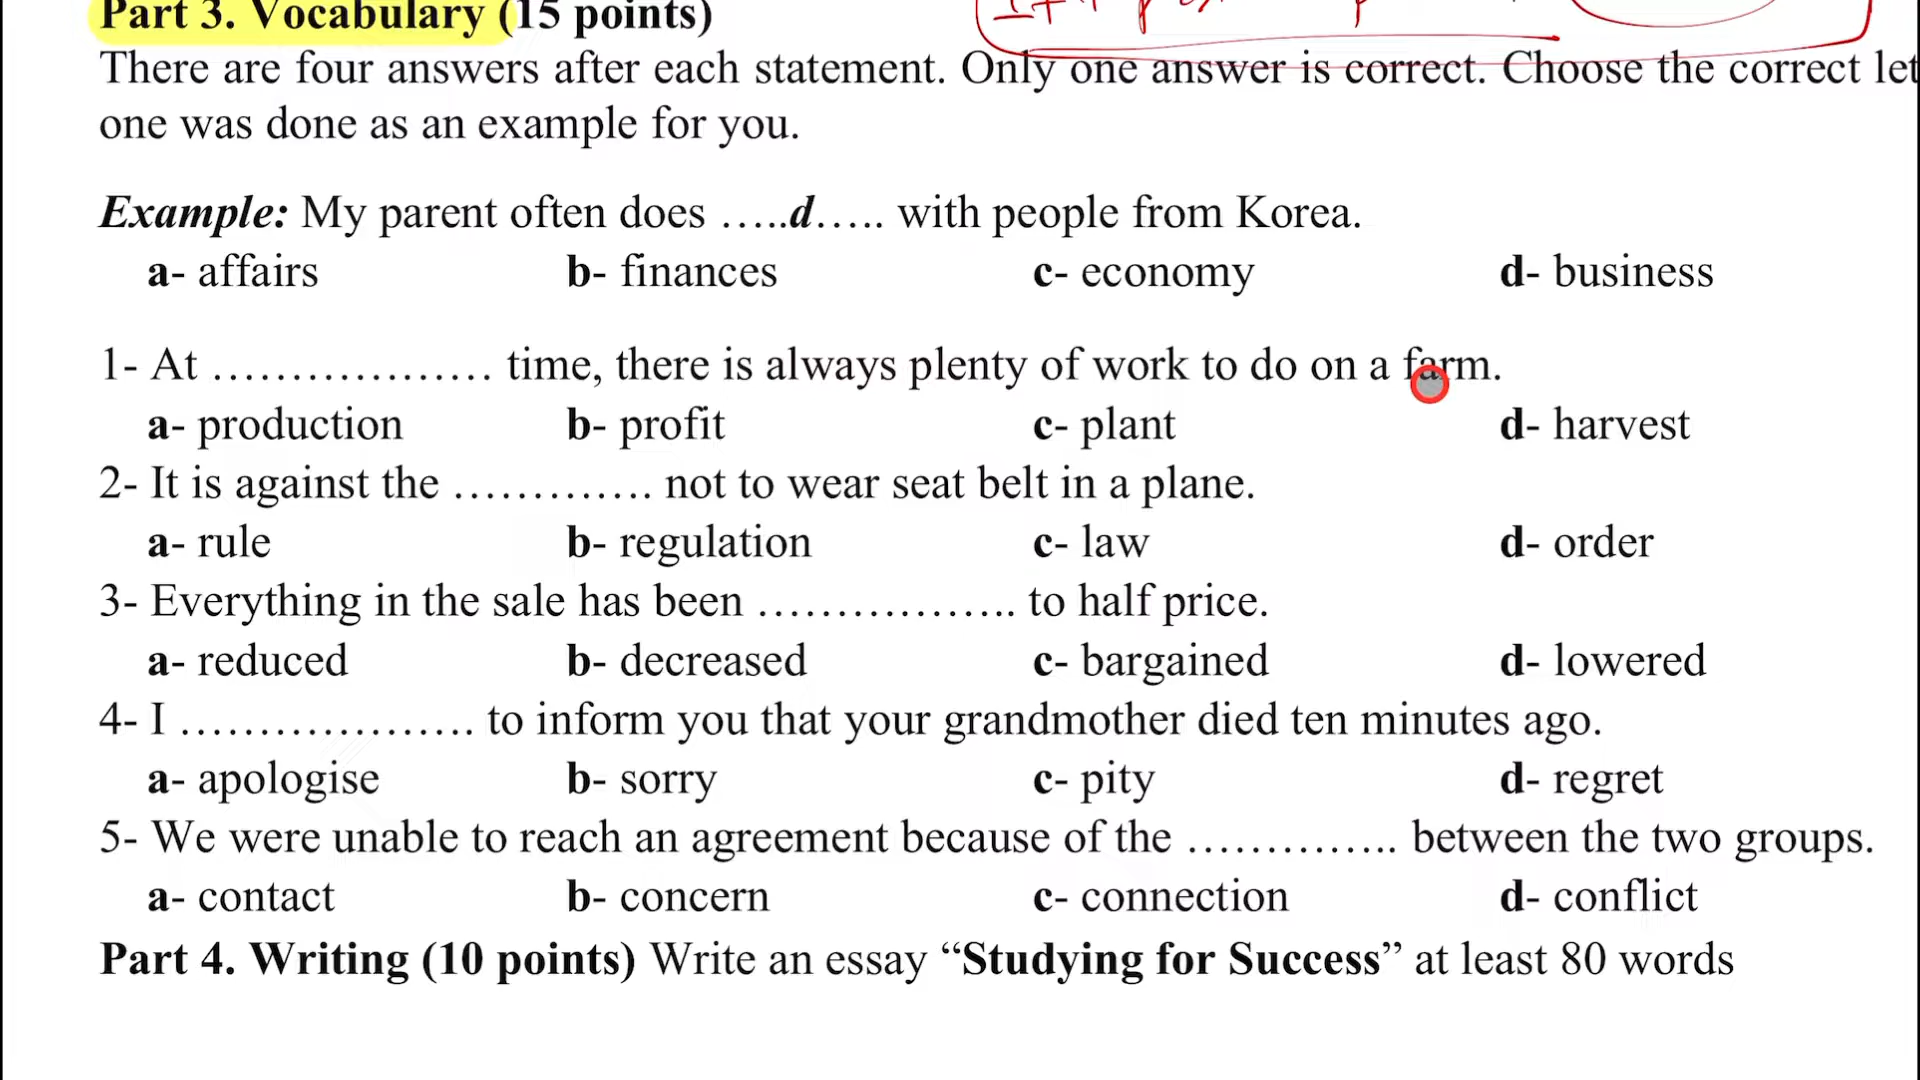 Part 3. Vocabulary (15 points)
There are four answers after each statement. Only one answer is correct. Choose the correct let
one was done as an example for you.
Example: My parent often does …..d….. with people from Korea.
a- affairs b- finances c- economy d- business
1- At ………………… time, there is always plenty of work to do on a farm.
a- production b- profit c- plant d- harvest
2- It is against the …………… not to wear seat belt in a plane.
a- rule b- regulation c- law d- order
3- Everything in the sale has been ……………….. to half price.
a- reduced b- decreased c- bargained d- lowered
4- I …………………. to inform you that your grandmother died ten minutes ago.
a- apologise b- sorry c- pity d- regret
5- We were unable to reach an agreement because of the ………….. between the two groups.
a- contact b- concern c- connection d- conflict
Part 4. Writing (10 points) Write an essay “Studying for Success” at least 80 words